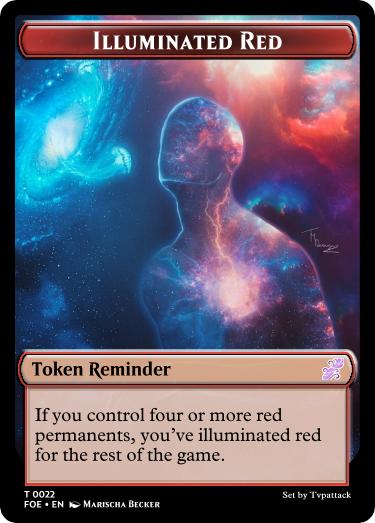 Illuminated Red
Token Reminder
If you control four or more red
permanents, you've illuminated red
for the rest of the game.
T 0022
FOE • EN Marischa Becker
Set by Tvpattack